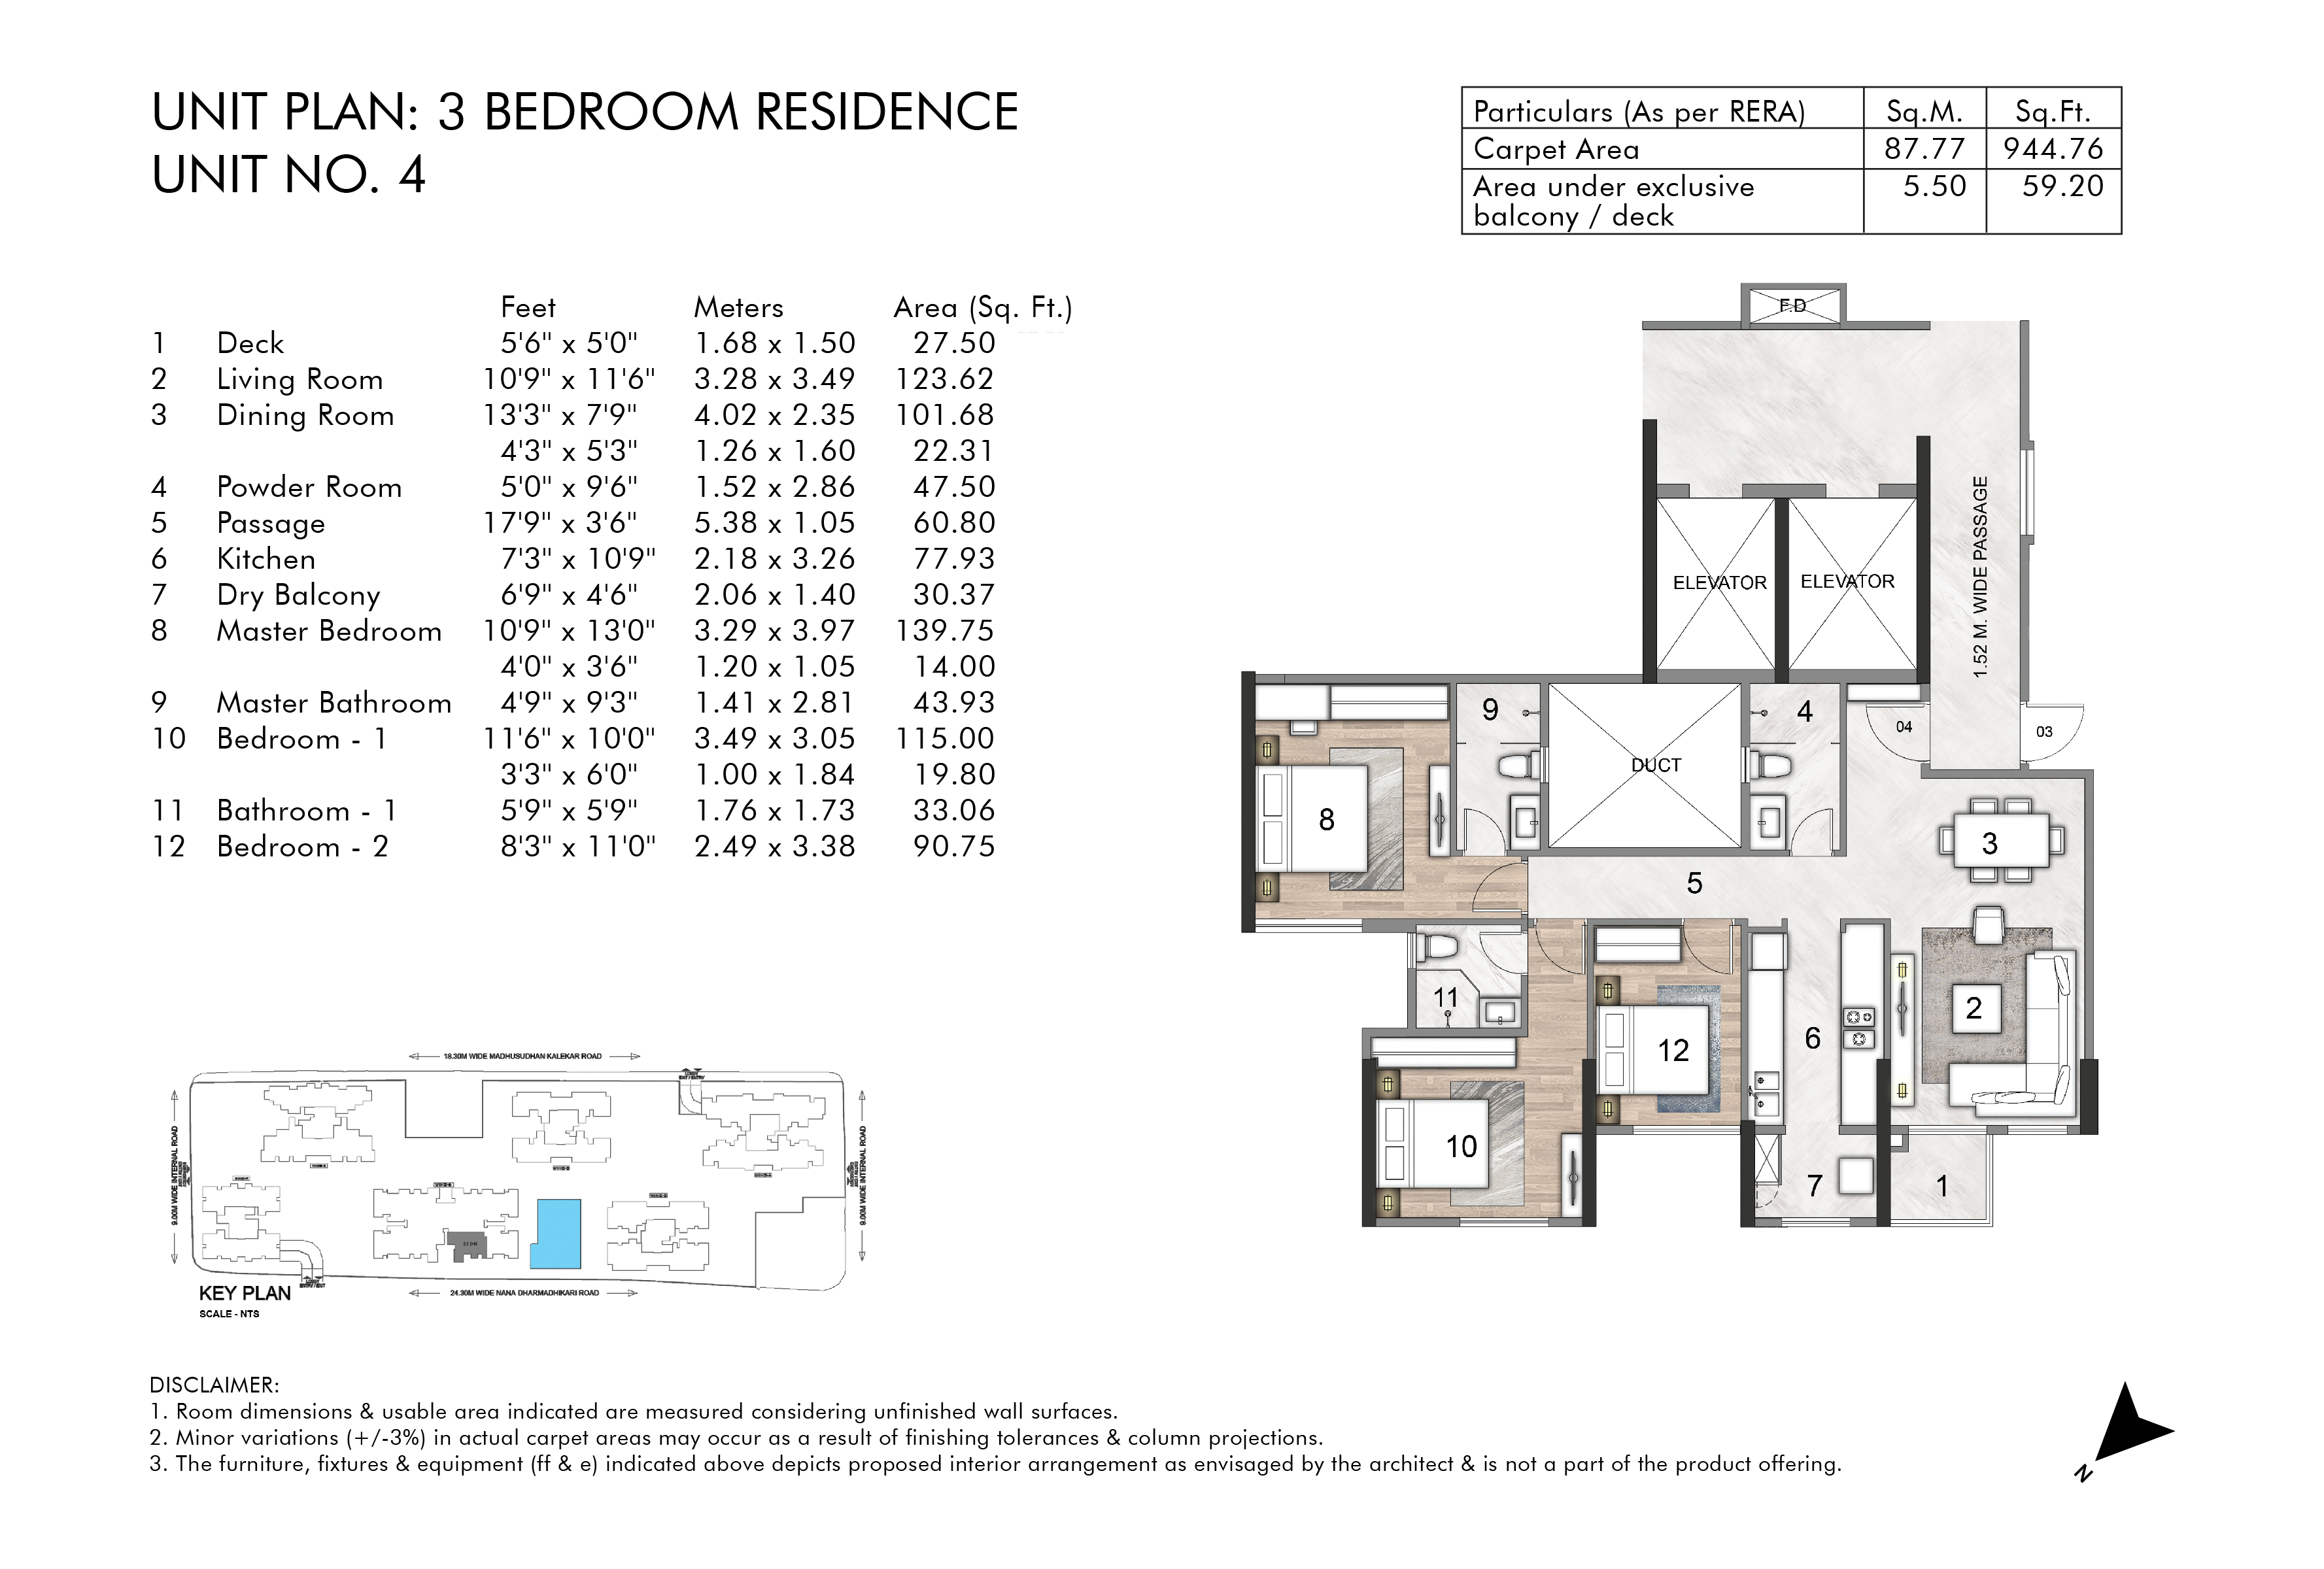 UNIT PLAN: 3 BEDROOM RESIDENCE
UNIT NO. 4
Particulars (As per RERA) Sq.M. Sq.Ft.
Carpet Area 87.77 944.76
Area under exclusive 5.50 59.20
balcony / deck
Feet Meters Area (Sq. Ft.)
1 Deck 5'6" x 5'0" 1.68 x 1.50 27.50
2 Living Room 10'9" x 11'6" 3.28 x 3.49 123.62
3 Dining Room 13'3" x 7'9" 4.02 x 2.35 101.68
4'3" x 5'3" 1.26 x 1.60 22.31
4 Powder Room 5'0" x 9'6" 1.52 x 2.86 47.50
5 Passage 17'9" x 3'6" 5.38 x 1.05 60.80
6 Kitchen 7'3" x 10'9" 2.18 x 3.26 77.93
7 Dry Balcony 6'9" x 4'6" 2.06 x 1.40 30.37
8 Master Bedroom 10'9" x 13'0" 3.29 x 3.97 139.75
4'0" x 3'6" 1.20 x 1.05 14.00
9 Master Bathroom 4'9" x 9'3" 1.41 x 2.81 43.93
10 Bedroom - 1 11'6" x 10'0" 3.49 x 3.05 115.00
3'3" x 6'0" 1.00 x 1.84 19.80
11 Bathroom - 1 5'9" x 5'9" 1.76 x 1.73 33.06
12 Bedroom - 2 8'3" x 11'0" 2.49 x 3.38 90.75
F.D
1.52 M. WIDE PASSAGE
ELEVATOR
ELEVATOR
9
4
04
03
DUCT
8
3
5
11
2
6
12
10
7
1
18.30M WIDE MADHUSUDHAN KALEKAR ROAD
9.00M WIDE INTERNAL ROAD
9.00M WIDE INTERNAL ROAD
24.30M WIDE NANA DHARMADHIKARI ROAD
KEY PLAN
SCALE - NTS
DISCLAIMER:
1. Room dimensions & usable area indicated are measured considering unfinished wall surfaces.
2. Minor variations (+/-3%) in actual carpet areas may occur as a result of finishing tolerances & column projections.
3. The furniture, fixtures & equipment (ff & e) indicated above depicts proposed interior arrangement as envisaged by the architect & is not a part of the product offering.
N